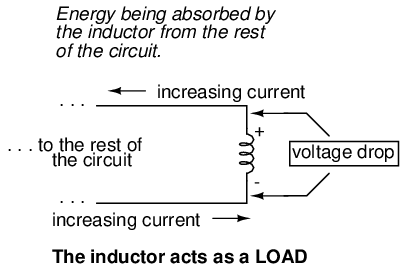 Energy being absorbed by
the inductor from the rest
of the circuit.
increasing current
. . .
+
. . . to the rest of
the circuit
voltage drop
-
. . .
increasing current
The inductor acts as a LOAD